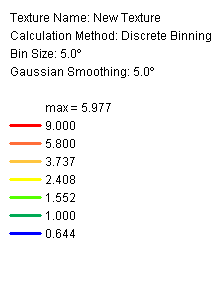 Texture Name: New Texture
Calculation Method: Discrete Binning
Bin Size: 5.0°
Gaussian Smoothing: 5.0°
max = 5.977
9.000
5.800
3.737
2.408
1.552
1.000
0.644